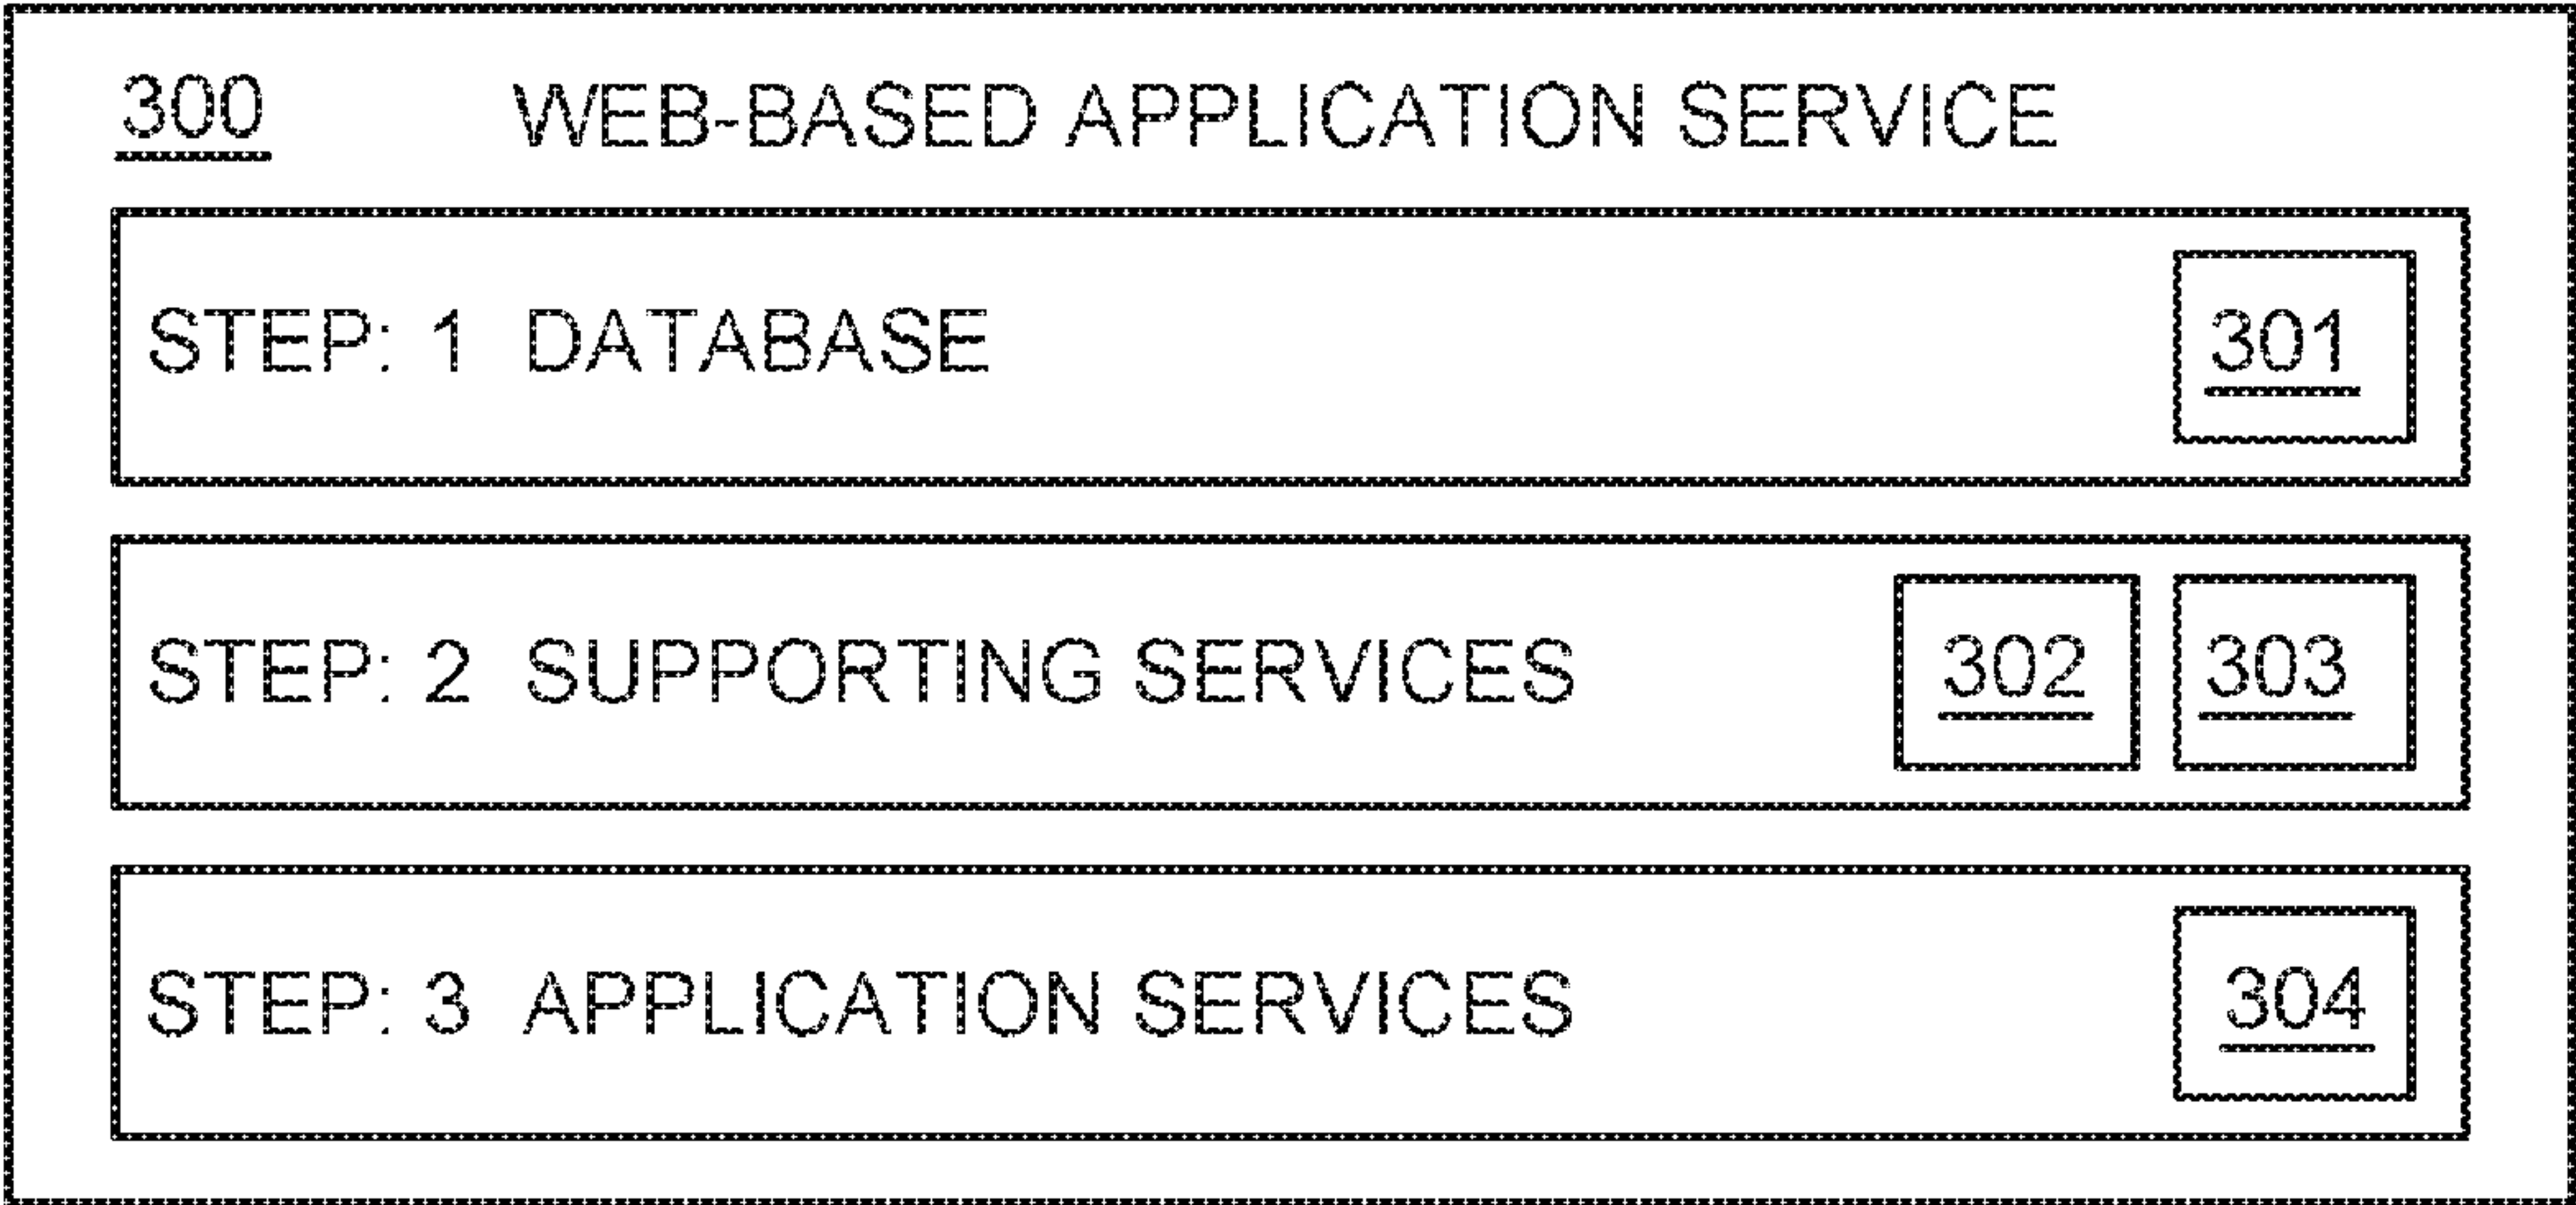 300 WEB-BASED APPLICATION SERVICE
STEP: 1 DATABASE 301
STEP: 2 SUPPORTING SERVICES 302 303
STEP: 3 APPLICATION SERVICES 304